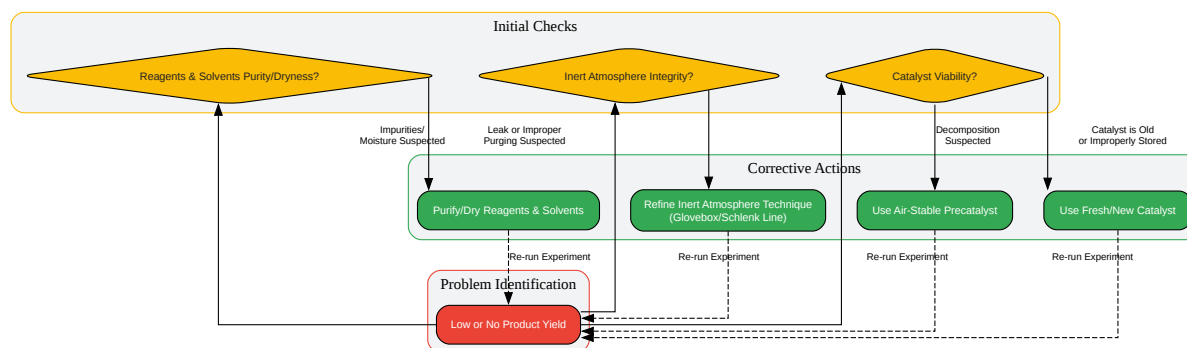 Initial Checks
Reagents & Solvents Purity/Dryness?
Inert Atmosphere Integrity?
Catalyst Viability?
Impurities/
Moisture Suspected
Leak or Improper
Purging Suspected
Decomposition
Suspected
Catalyst is Old
or Improperly Stored
Corrective Actions
Purify/Dry Reagents & Solvents
Refine Inert Atmosphere Technique
(Glovebox/Schlenk Line)
Use Air-Stable Precatalyst
Use Fresh/New Catalyst
Re-run Experiment
Re-run Experiment
Re-run Experiment
Re-run Experiment
Problem Identification
Low or No Product Yield